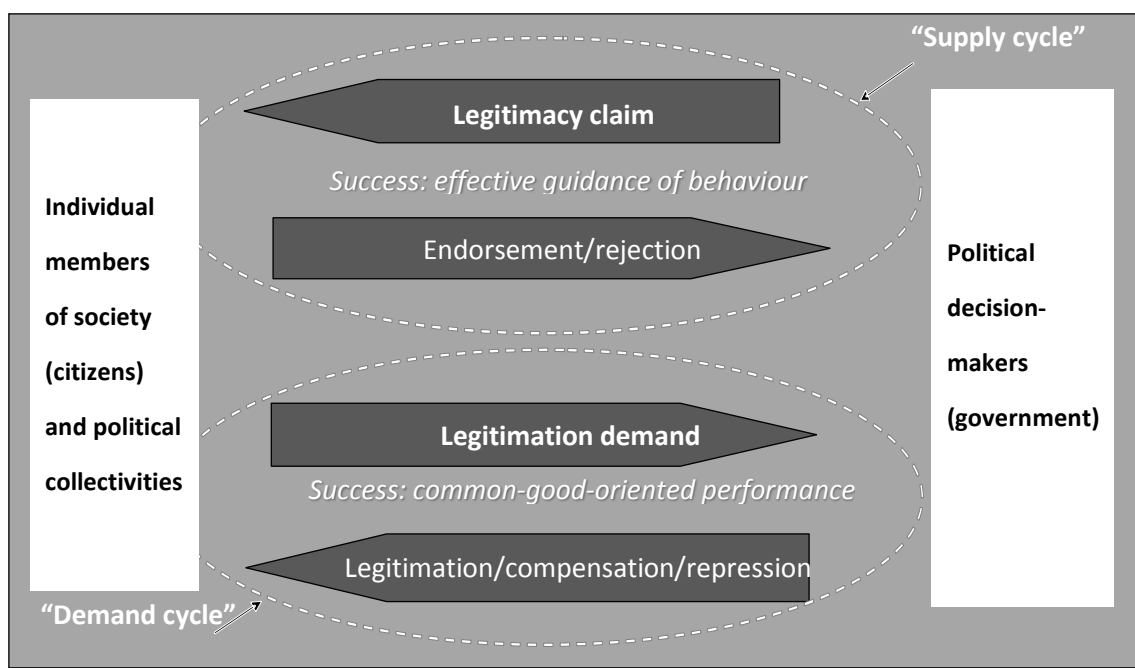 “Supply cycle”
Legitimacy claim
Success: effective guidance of behaviour
Endorsement/rejection
Individual
members
of society
(citizens)
and political
collectivities
Political
decision-
makers
(government)
Legitimation demand
Success: common-good-oriented performance
Legitimation/compensation/repression
“Demand cycle”